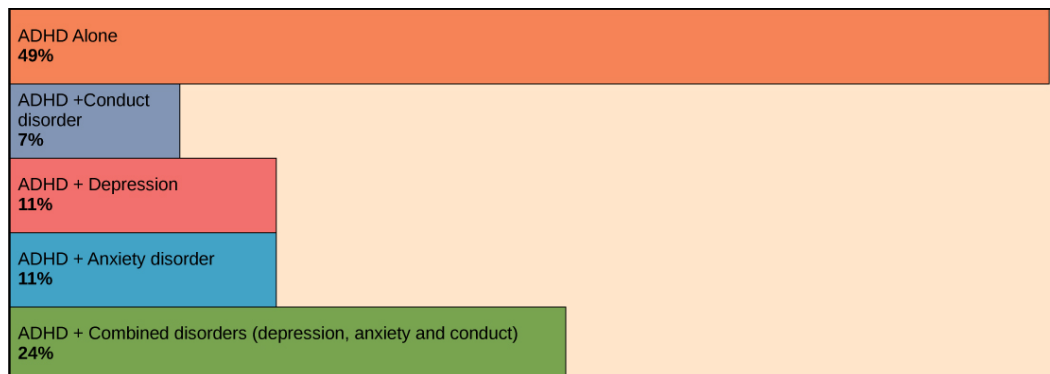 ADHD Alone
49%
ADHD +Conduct
disorder
7%
ADHD + Depression
11%
ADHD + Anxiety disorder
11%
ADHD + Combined disorders (depression, anxiety and conduct)
24%